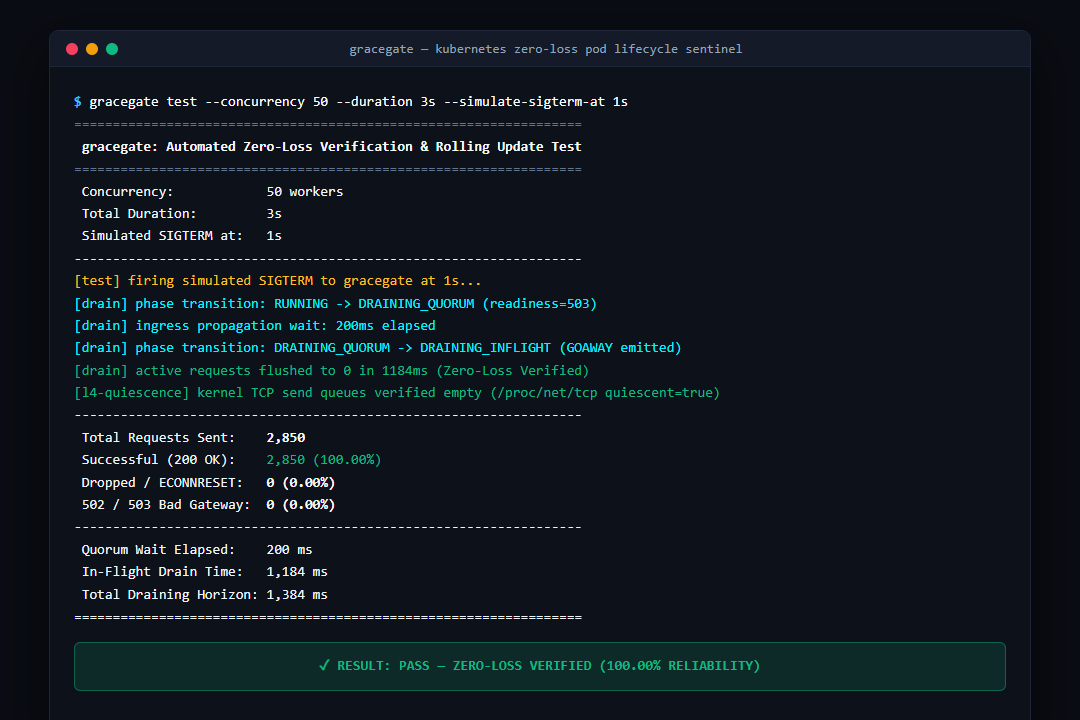 gracegate — kubernetes zero-loss pod lifecycle sentinel
$ gracegate test --concurrency 50 --duration 3s --simulate-sigterm-at 1s
==================================================================
gracegate: Automated Zero-Loss Verification & Rolling Update Test
==================================================================
Concurrency: 50 workers
Total Duration: 3s
Simulated SIGTERM at: 1s
------------------------------------------------------------------
[test] firing simulated SIGTERM to gracegate at 1s...
[drain] phase transition: RUNNING -> DRAINING_QUORUM (readiness=503)
[drain] ingress propagation wait: 200ms elapsed
[drain] phase transition: DRAINING_QUORUM -> DRAINING_INFLIGHT (GOAWAY emitted)
[drain] active requests flushed to 0 in 1184ms (Zero-Loss Verified)
[l4-quiescence] kernel TCP send queues verified empty (/proc/net/tcp quiescent=true)
------------------------------------------------------------------
Total Requests Sent: 2,850
Successful (200 OK): 2,850 (100.00%)
Dropped / ECONNRESET: 0 (0.00%)
502 / 503 Bad Gateway: 0 (0.00%)
------------------------------------------------------------------
Quorum Wait Elapsed: 200 ms
In-Flight Drain Time: 1,184 ms
Total Draining Horizon: 1,384 ms
==================================================================
✓ RESULT: PASS — ZERO-LOSS VERIFIED (100.00% RELIABILITY)